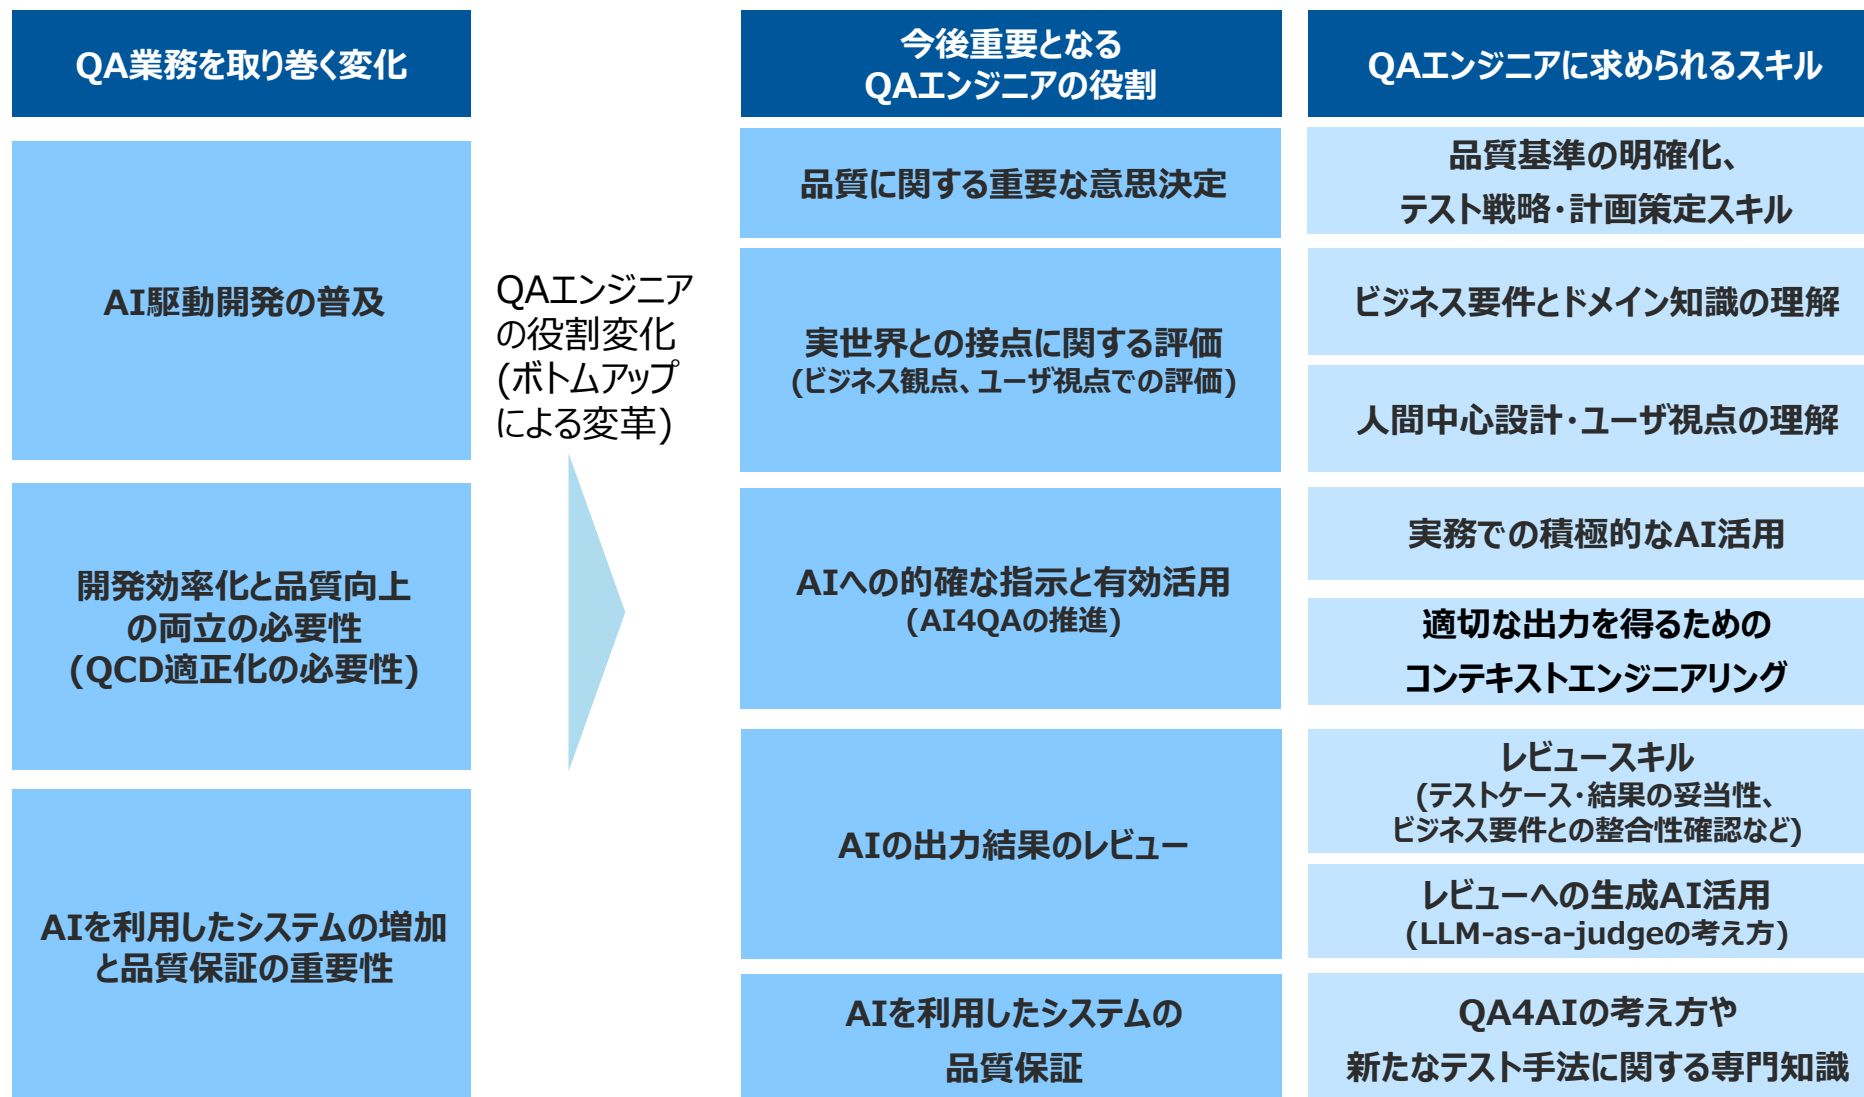 QA業務を取り巻く変化
今後重要となる
QAエンジニアの役割
QAエンジニアに求められるスキル
AI駆動開発の普及
開発効率化と品質向上
の両立の必要性
(QCD適正化の必要性)
AIを利用したシステムの増加
と品質保証の重要性
QAエンジニア
の役割変化
(ボトムアップ
による変革)
品質に関する重要な意思決定
実世界との接点に関する評価
(ビジネス観点、ユーザ視点での評価)
AIへの的確な指示と有効活用
(AI4QAの推進)
AIの出力結果のレビュー
AIを利用したシステムの
品質保証
品質基準の明確化、
テスト戦略・計画策定スキル
ビジネス要件とドメイン知識の理解
人間中心設計・ユーザ視点の理解
実務での積極的なAI活用
適切な出力を得るための
コンテキストエンジニアリング
レビュースキル
(テストケース・結果の妥当性、
ビジネス要件との整合性確認など)
レビューへの生成AI活用
(LLM-as-a-judgeの考え方)
QA4AIの考え方や
新たなテスト手法に関する専門知識